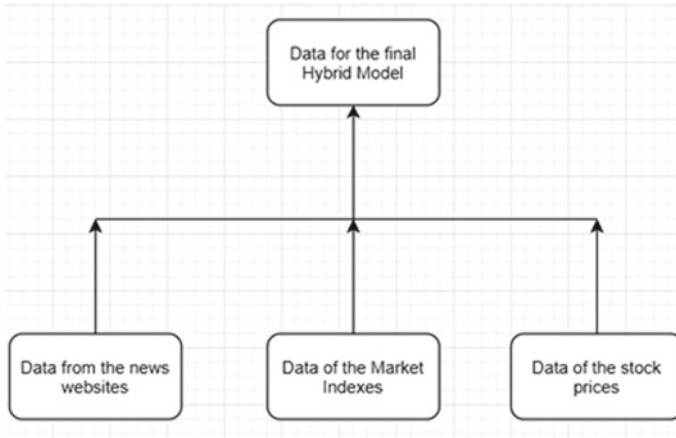 Data for the final
Hybrid Model
Data from the news
websites
Data of the Market
Indexes
Data of the stock
prices